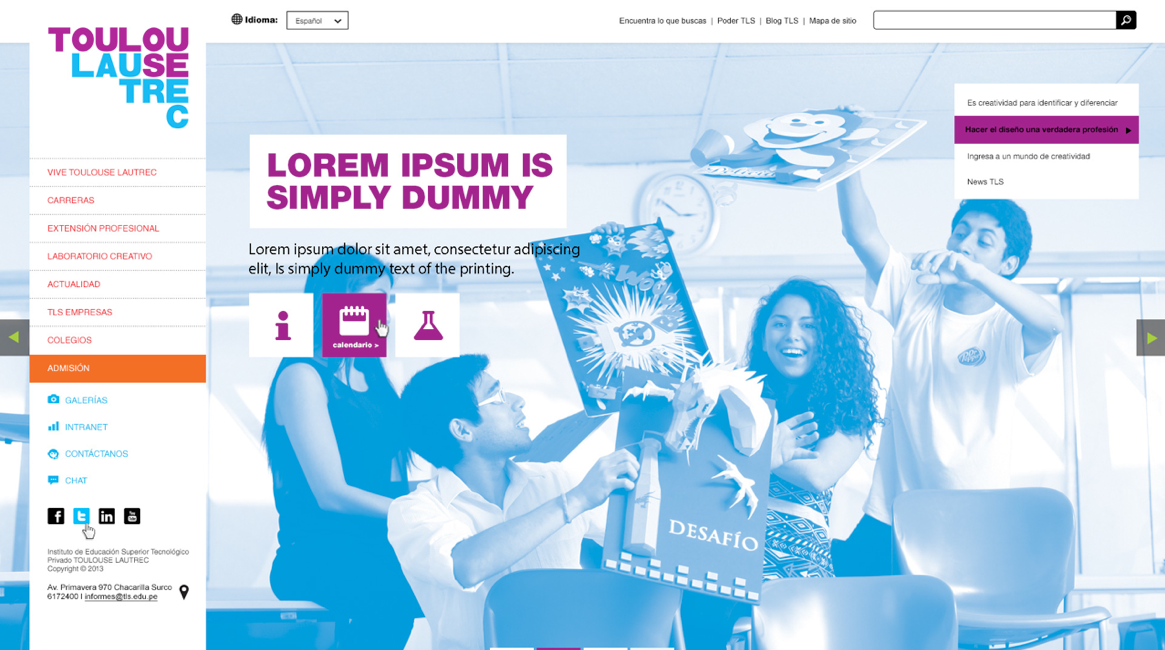 TOULOU
LAUSE
TRE
C
Idioma:
Español
Encuentra lo que buscas | Poder TLS | Blog TLS | Mapa de sitio
VIVE TOULOUSE LAUTREC
CARRERAS
EXTENSIÓN PROFESIONAL
LABORATORIO CREATIVO
ACTUALIDAD
TLS EMPRESAS
COLEGIOS
ADMISIÓN
GALERÍAS
INTRANET
CONTÁCTANOS
CHAT
Instituto de Educación Superior Tecnológico
Privado TOULOUSE LAUTREC
Copyright © 2013
Av. Primavera 970 Chacarilla Surco
6172400 I informes@tls.edu.pe
LOREM IPSUM IS
SIMPLY DUMMY
Lorem ipsum dolor sit amet, consectetur adipiscing
elit, Is simply dummy text of the printing.
calendario >
Es creatividad para identificar y diferenciar
Hacer el diseño una verdadera profesión
Ingresa a un mundo de creatividad
News TLS
DESAFÍO